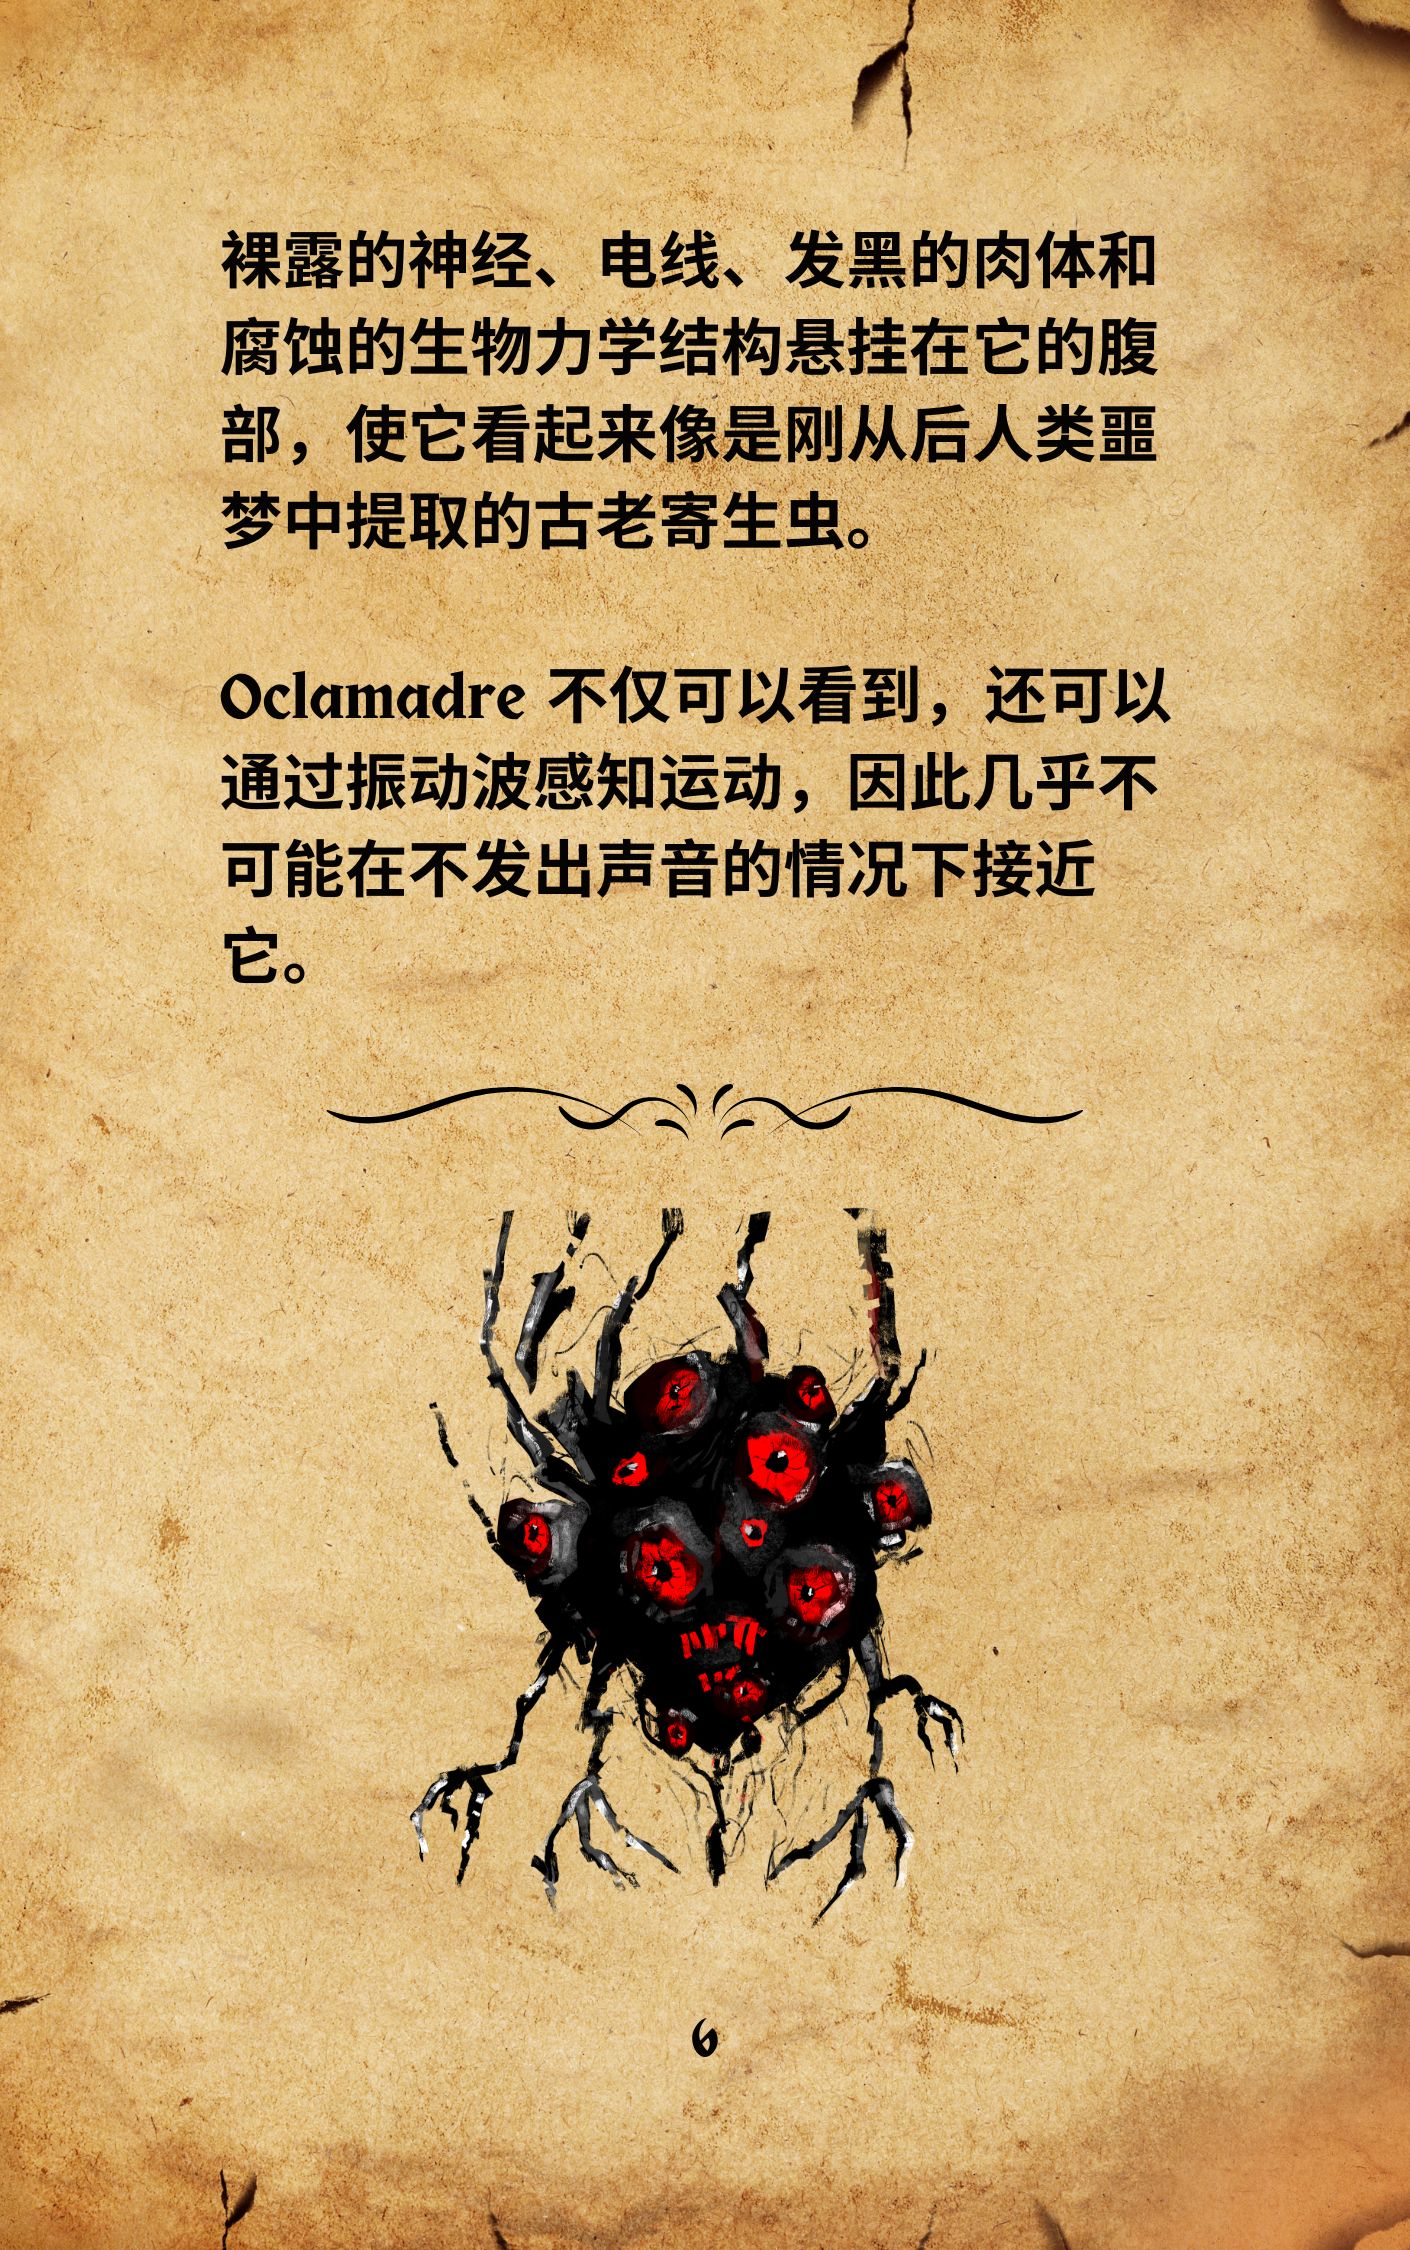 裸露的神经、电线、发黑的肉体和
腐蚀的生物力学结构悬挂在它的腹
部，使它看起来像是刚从后人类噩
梦中提取的古老寄生虫。
Oclamadre 不仅可以看到，还可以
通过振动波感知运动，因此几乎不
可能在不发出声音的情况下接近
它。
6